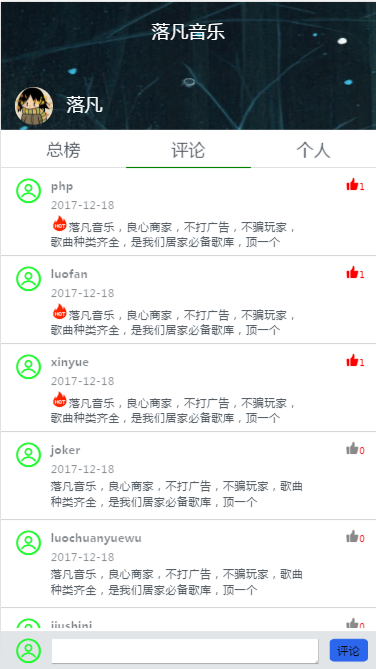 落凡音乐
落凡
总榜 评论 个人
php 1
2017-12-18
HOT 落凡音乐，良心商家，不打广告，不骗玩家，
歌曲种类齐全，是我们居家必备歌库，顶一个
luofan 1
2017-12-18
HOT 落凡音乐，良心商家，不打广告，不骗玩家，
歌曲种类齐全，是我们居家必备歌库，顶一个
xinyue 1
2017-12-18
HOT 落凡音乐，良心商家，不打广告，不骗玩家，
歌曲种类齐全，是我们居家必备歌库，顶一个
joker 0
2017-12-18
落凡音乐，良心商家，不打广告，不骗玩家，歌曲
种类齐全，是我们居家必备歌库，顶一个
luochuanyuewu 0
2017-12-18
落凡音乐，良心商家，不打广告，不骗玩家，歌曲
种类齐全，是我们居家必备歌库，顶一个
评论